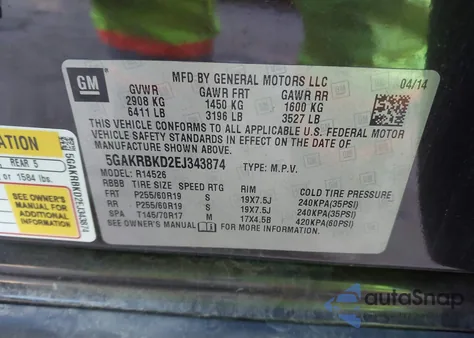 GM
MFD BY GENERAL MOTORS LLC
04/14
GVWR GAWR FRT GAWR RR
2908 KG 1450 KG 1600 KG
6411 LB 3196 LB 3527 LB
THIS VEHICLE CONFORMS TO ALL APPLICABLE U.S. FEDERAL MOTOR
VEHICLE SAFETY STANDARDS IN EFFECT ON THE DATE OF
MANUFACTURE SHOWN ABOVE.
5GAKRBKD2EJ343874 TYPE: M.P.V.
MODEL: R14526
RBBB TIRE SIZE SPEED RTG RIM COLD TIRE PRESSURE
FRT P255/60R19 S 19X7.5J 240KPA(35PSI)
RR P255/60R19 S 19X7.5J 240KPA(35PSI)
SPA T145/70R17 M 17X4.5B 420KPA(60PSI)
SEE OWNER'S MANUAL FOR MORE INFORMATION
ATION
REAR 5
or 1584 lbs.
SEE OWNER'S
MANUAL FOR
ADDITIONAL
INFORMATION
5GAKRBKD2EJ343874
autoSnap